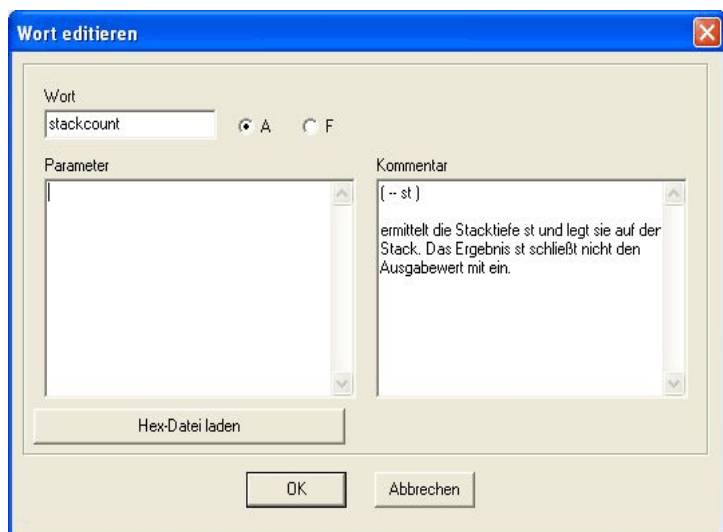 Wort editieren
Wort
stackcount
A
F
Parameter
Kommentar
( -- st )
ermittelt die Stacktiefe st und legt sie auf der
Stack. Das Ergebnis st schließt nicht den
Ausgabewert mit ein.
Hex-Datei laden
OK
Abbrechen